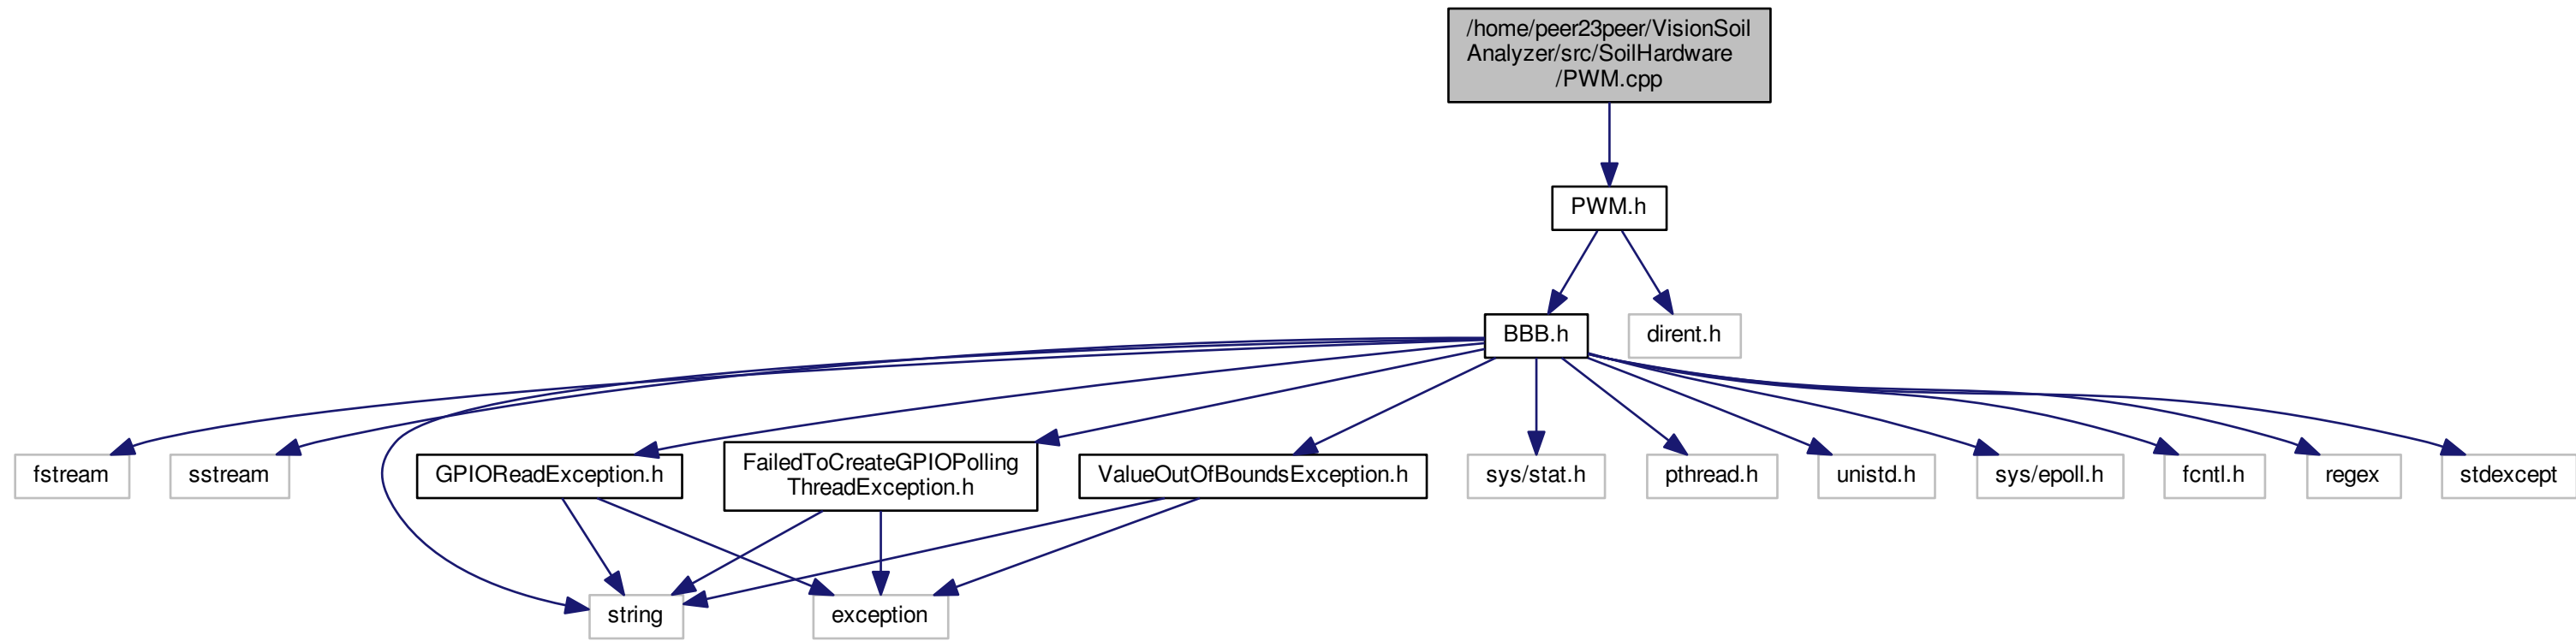 /home/peer23peer/VisionSoil
Analyzer/src/SoilHardware
/PWM.cpp
PWM.h
BBB.h
dirent.h
fstream
sstream
GPIOReadException.h
FailedToCreateGPIOPolling
ThreadException.h
ValueOutOfBoundsException.h
sys/stat.h
pthread.h
unistd.h
sys/epoll.h
fcntl.h
regex
stdexcept
string
exception